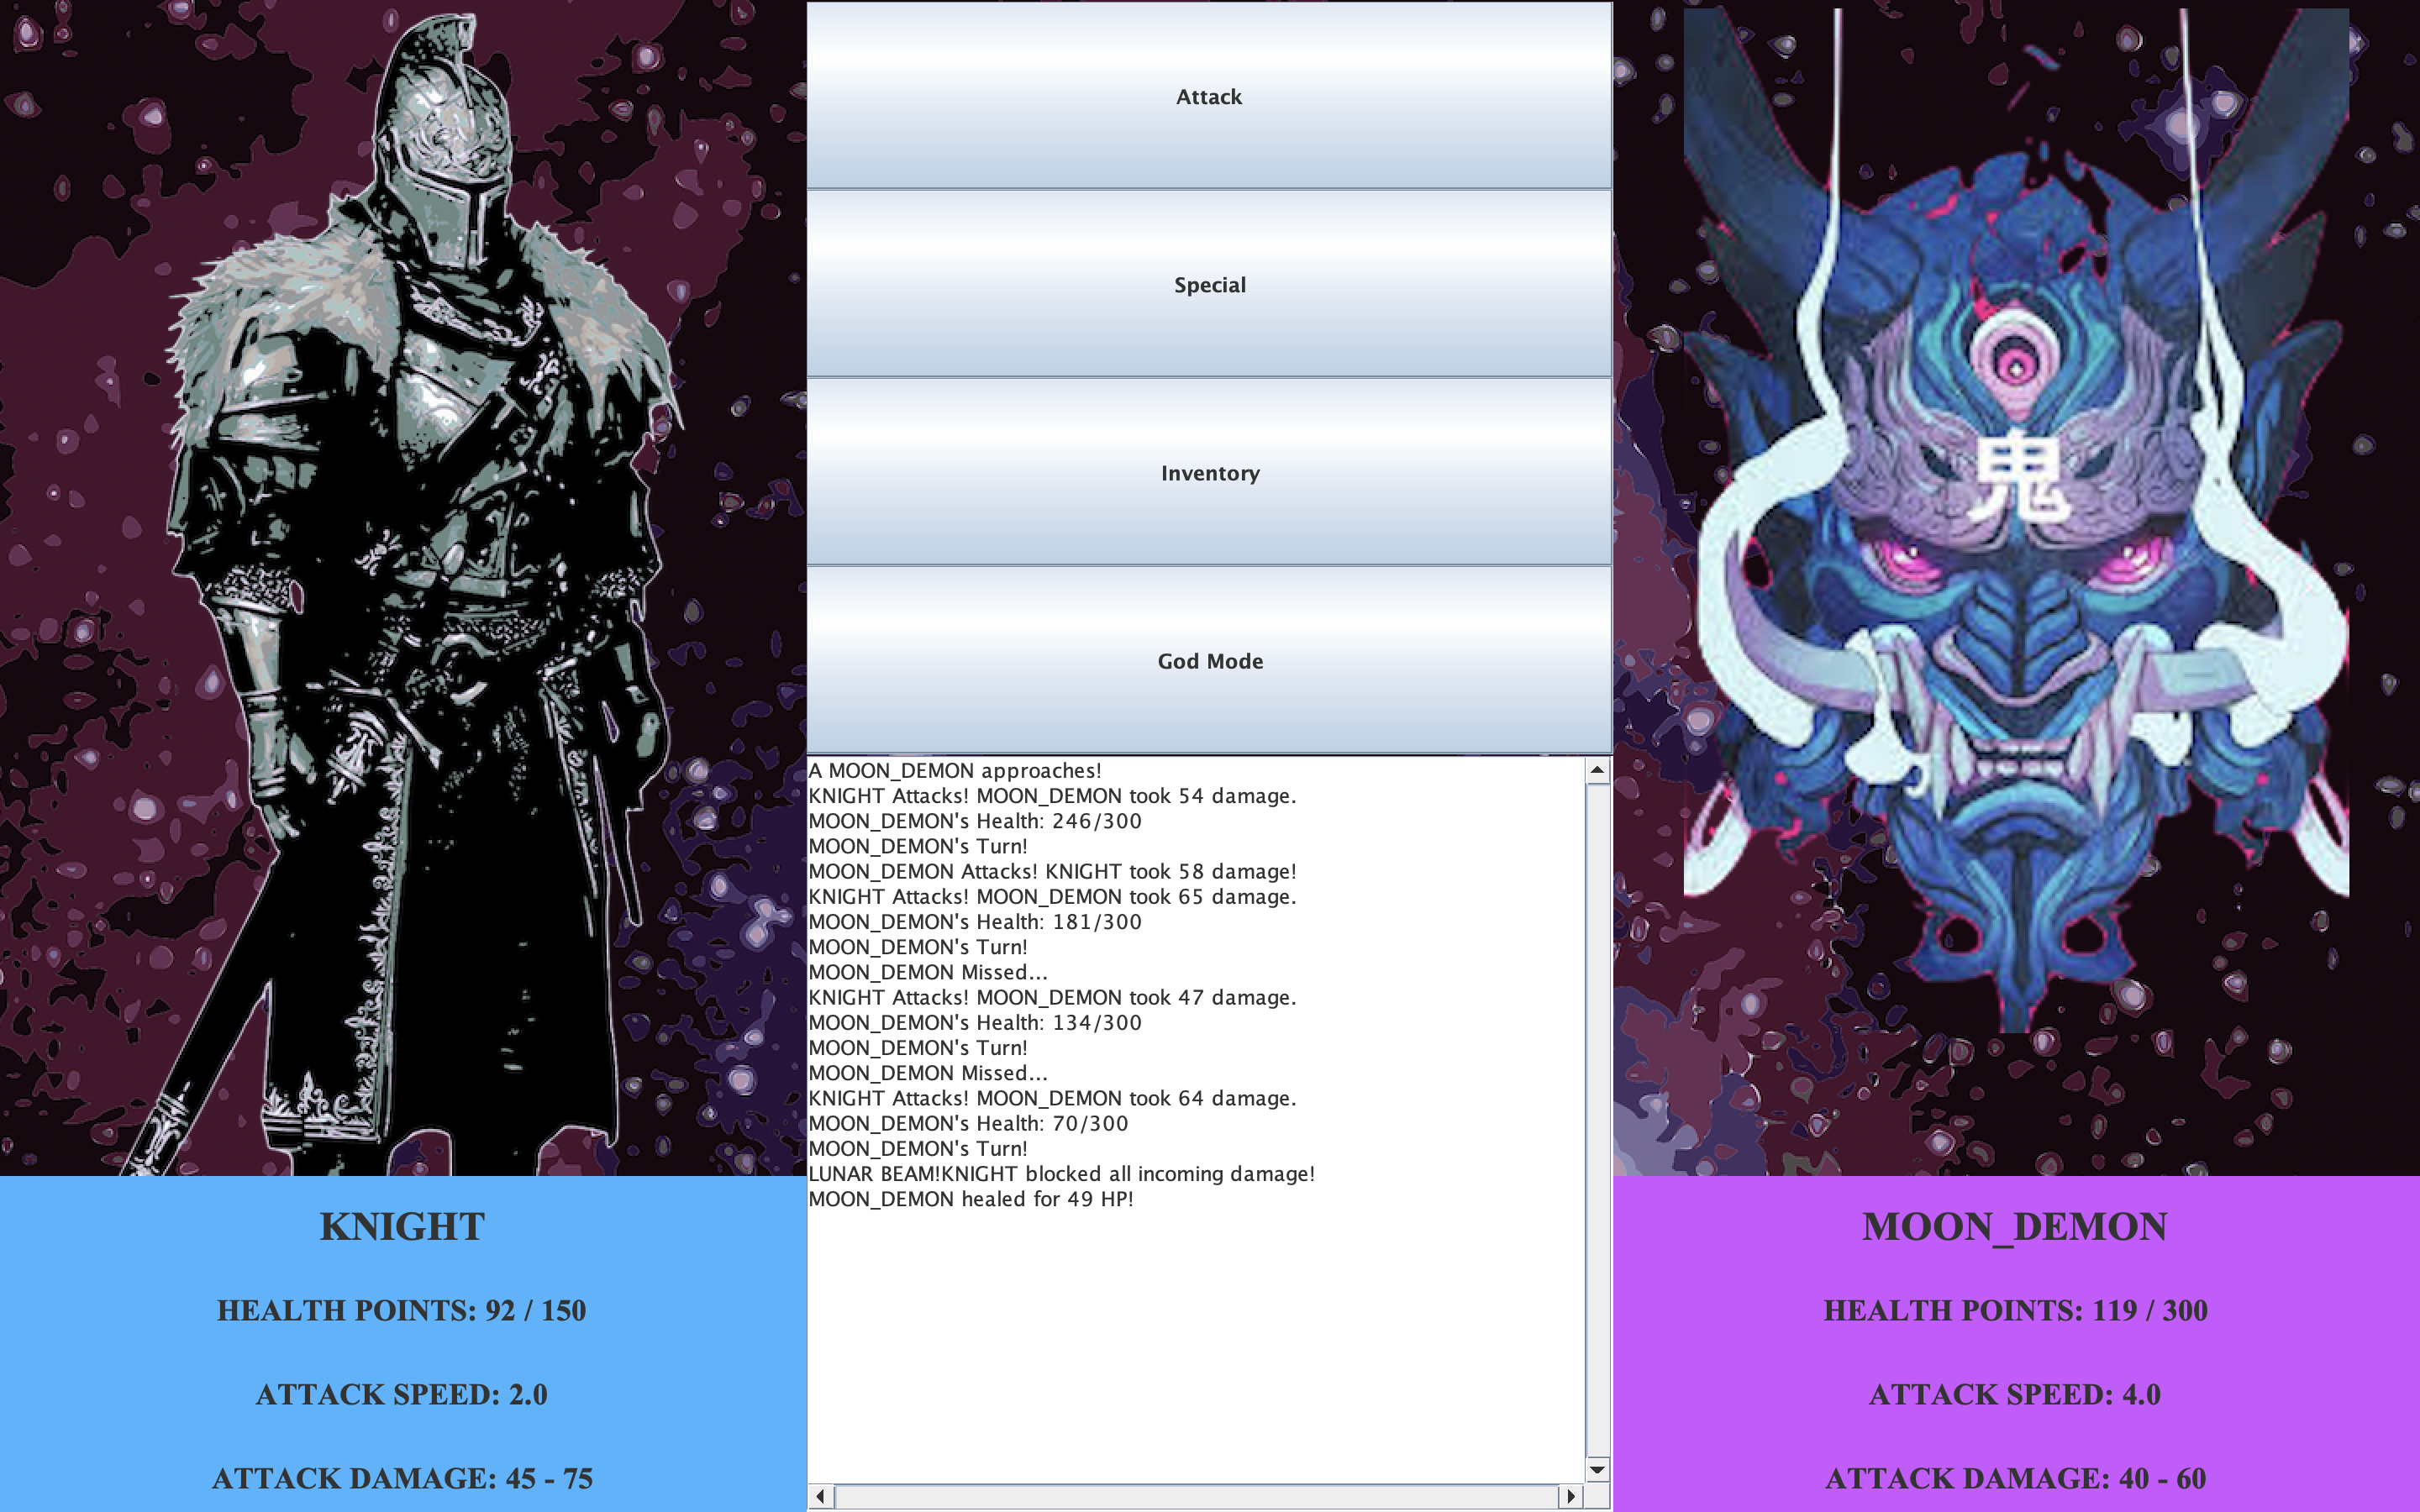 Attack
Special
Inventory
God Mode
鬼
A MOON_DEMON approaches!
KNIGHT Attacks! MOON_DEMON took 54 damage.
MOON_DEMON's Health: 246/300
MOON_DEMON's Turn!
MOON_DEMON Attacks! KNIGHT took 58 damage!
KNIGHT Attacks! MOON_DEMON took 65 damage.
MOON_DEMON's Health: 181/300
MOON_DEMON's Turn!
MOON_DEMON Missed...
KNIGHT Attacks! MOON_DEMON took 47 damage.
MOON_DEMON's Health: 134/300
MOON_DEMON's Turn!
MOON_DEMON Missed...
KNIGHT Attacks! MOON_DEMON took 64 damage.
MOON_DEMON's Health: 70/300
MOON_DEMON's Turn!
LUNAR BEAM!KNIGHT blocked all incoming damage!
MOON_DEMON healed for 49 HP!
KNIGHT
HEALTH POINTS: 92 / 150
ATTACK SPEED: 2.0
ATTACK DAMAGE: 45 - 75
MOON_DEMON
HEALTH POINTS: 119 / 300
ATTACK SPEED: 4.0
ATTACK DAMAGE: 40 - 60